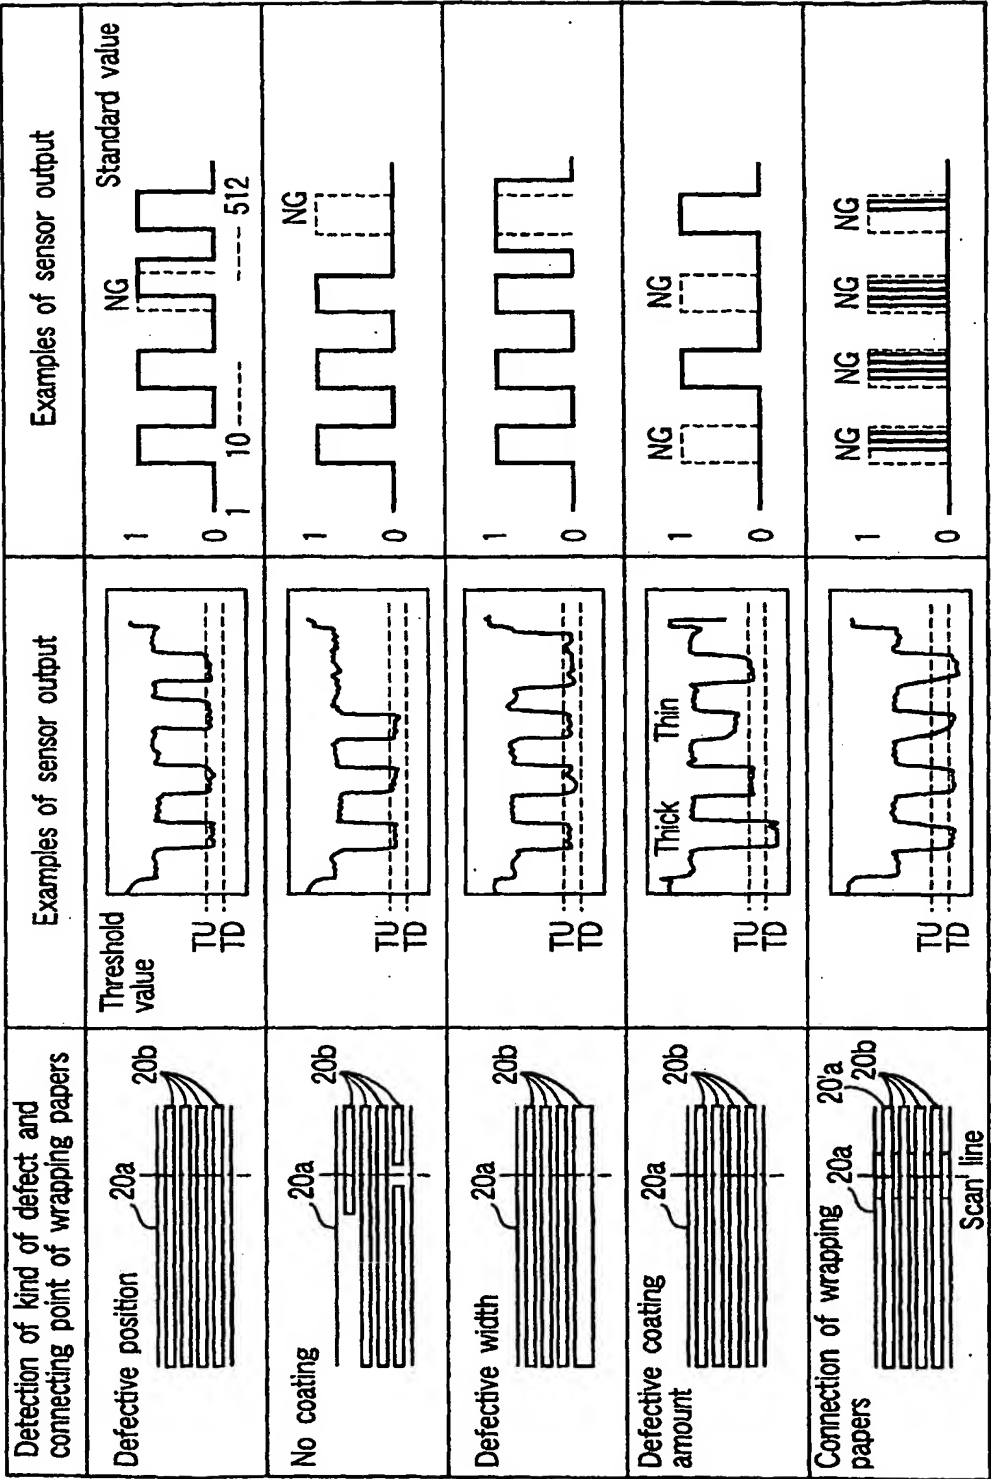 Detection of kind of defect and
connecting point of wrapping papers
Examples of sensor output
Examples of sensor output
Defective position
20a
20b
Threshold
value
TU
TD
NG
Standard value
1
0
1
10
512
No coating
20a
20b
TU
TD
NG
1
0
Defective width
20a
20b
TU
TD
1
0
Defective coating
amount
20a
20b
Thick
Thin
TU
TD
NG
NG
1
0
Connection of wrapping
papers
20a
20'a
20b
Scan line
TU
TD
NG
NG
NG
NG
1
0